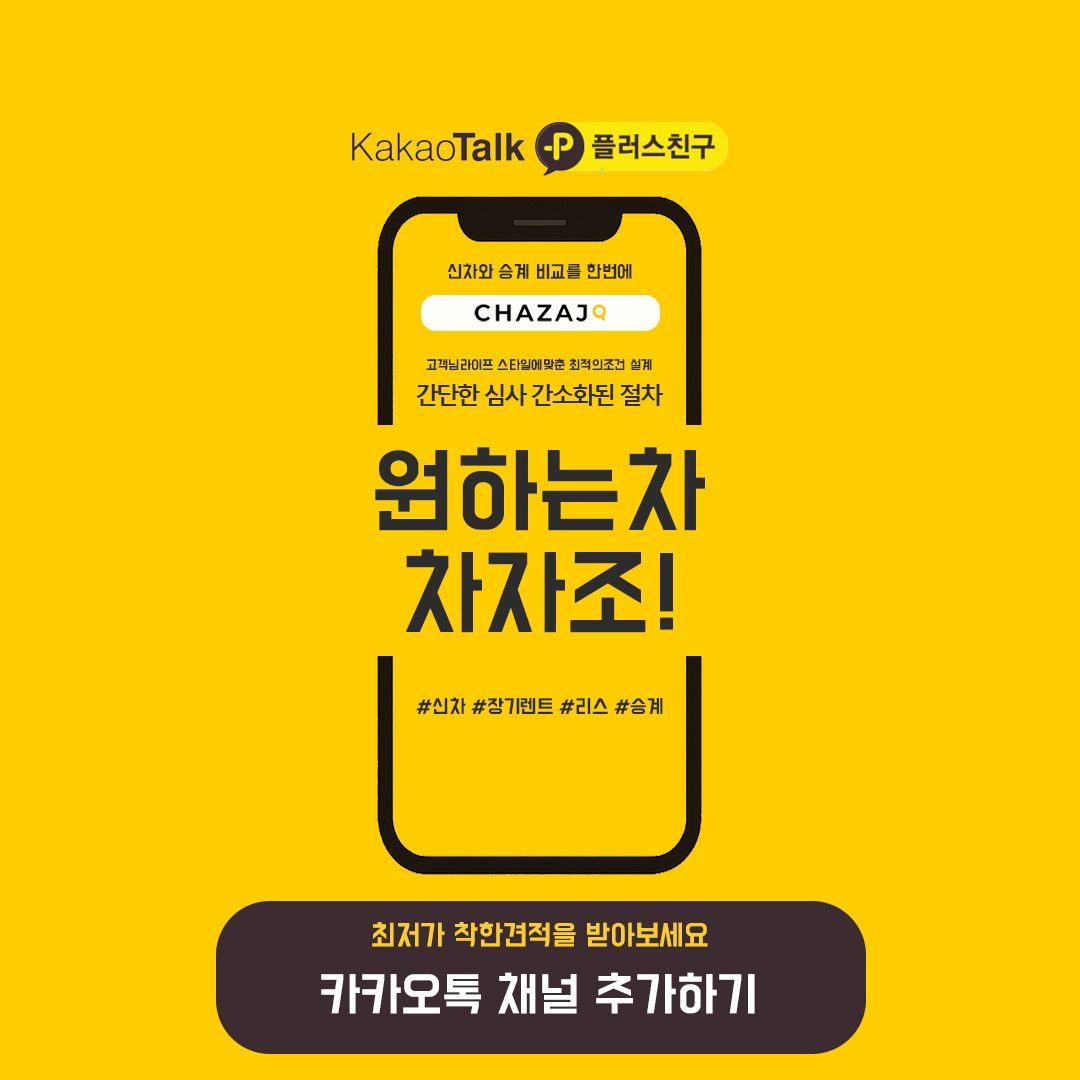 KakaoTalk P 플러스친구
신차와 승계 비교를 한번에
CHAZAJO
고객님라이프 스타일에맞춘 최적의조건 설계
간단한 심사 간소화된 절차
원하는차
차자조!
#신차 #장기렌트 #리스 #승계
최저가 착한견적을 받아보세요
카카오톡 채널 추가하기